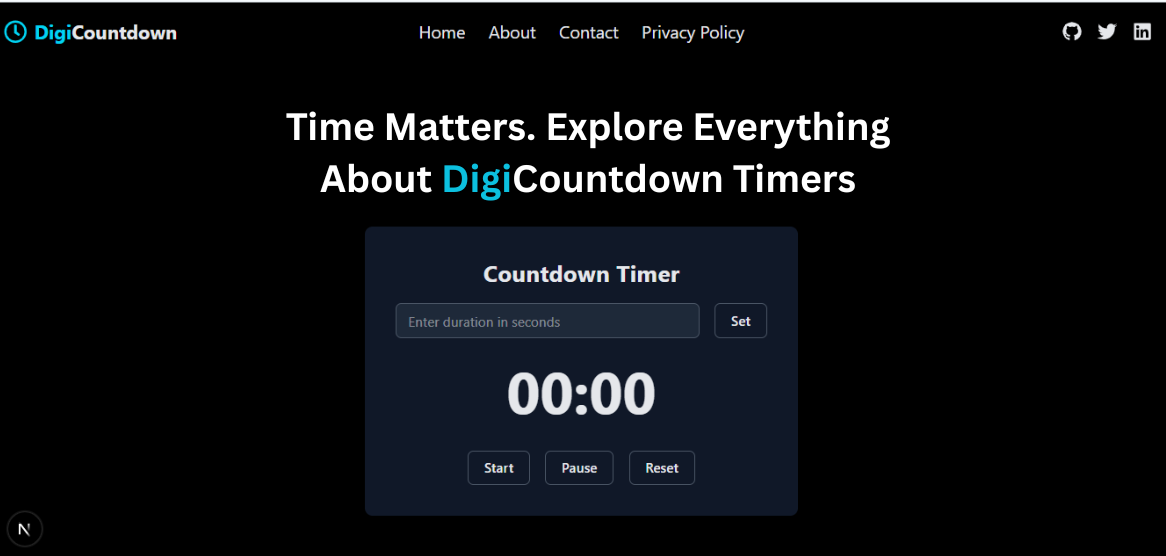 DigiCountdown
Home About Contact Privacy Policy
Time Matters. Explore Everything
About DigiCountdown Timers
Countdown Timer
Enter duration in seconds Set
00:00
Start Pause Reset
N